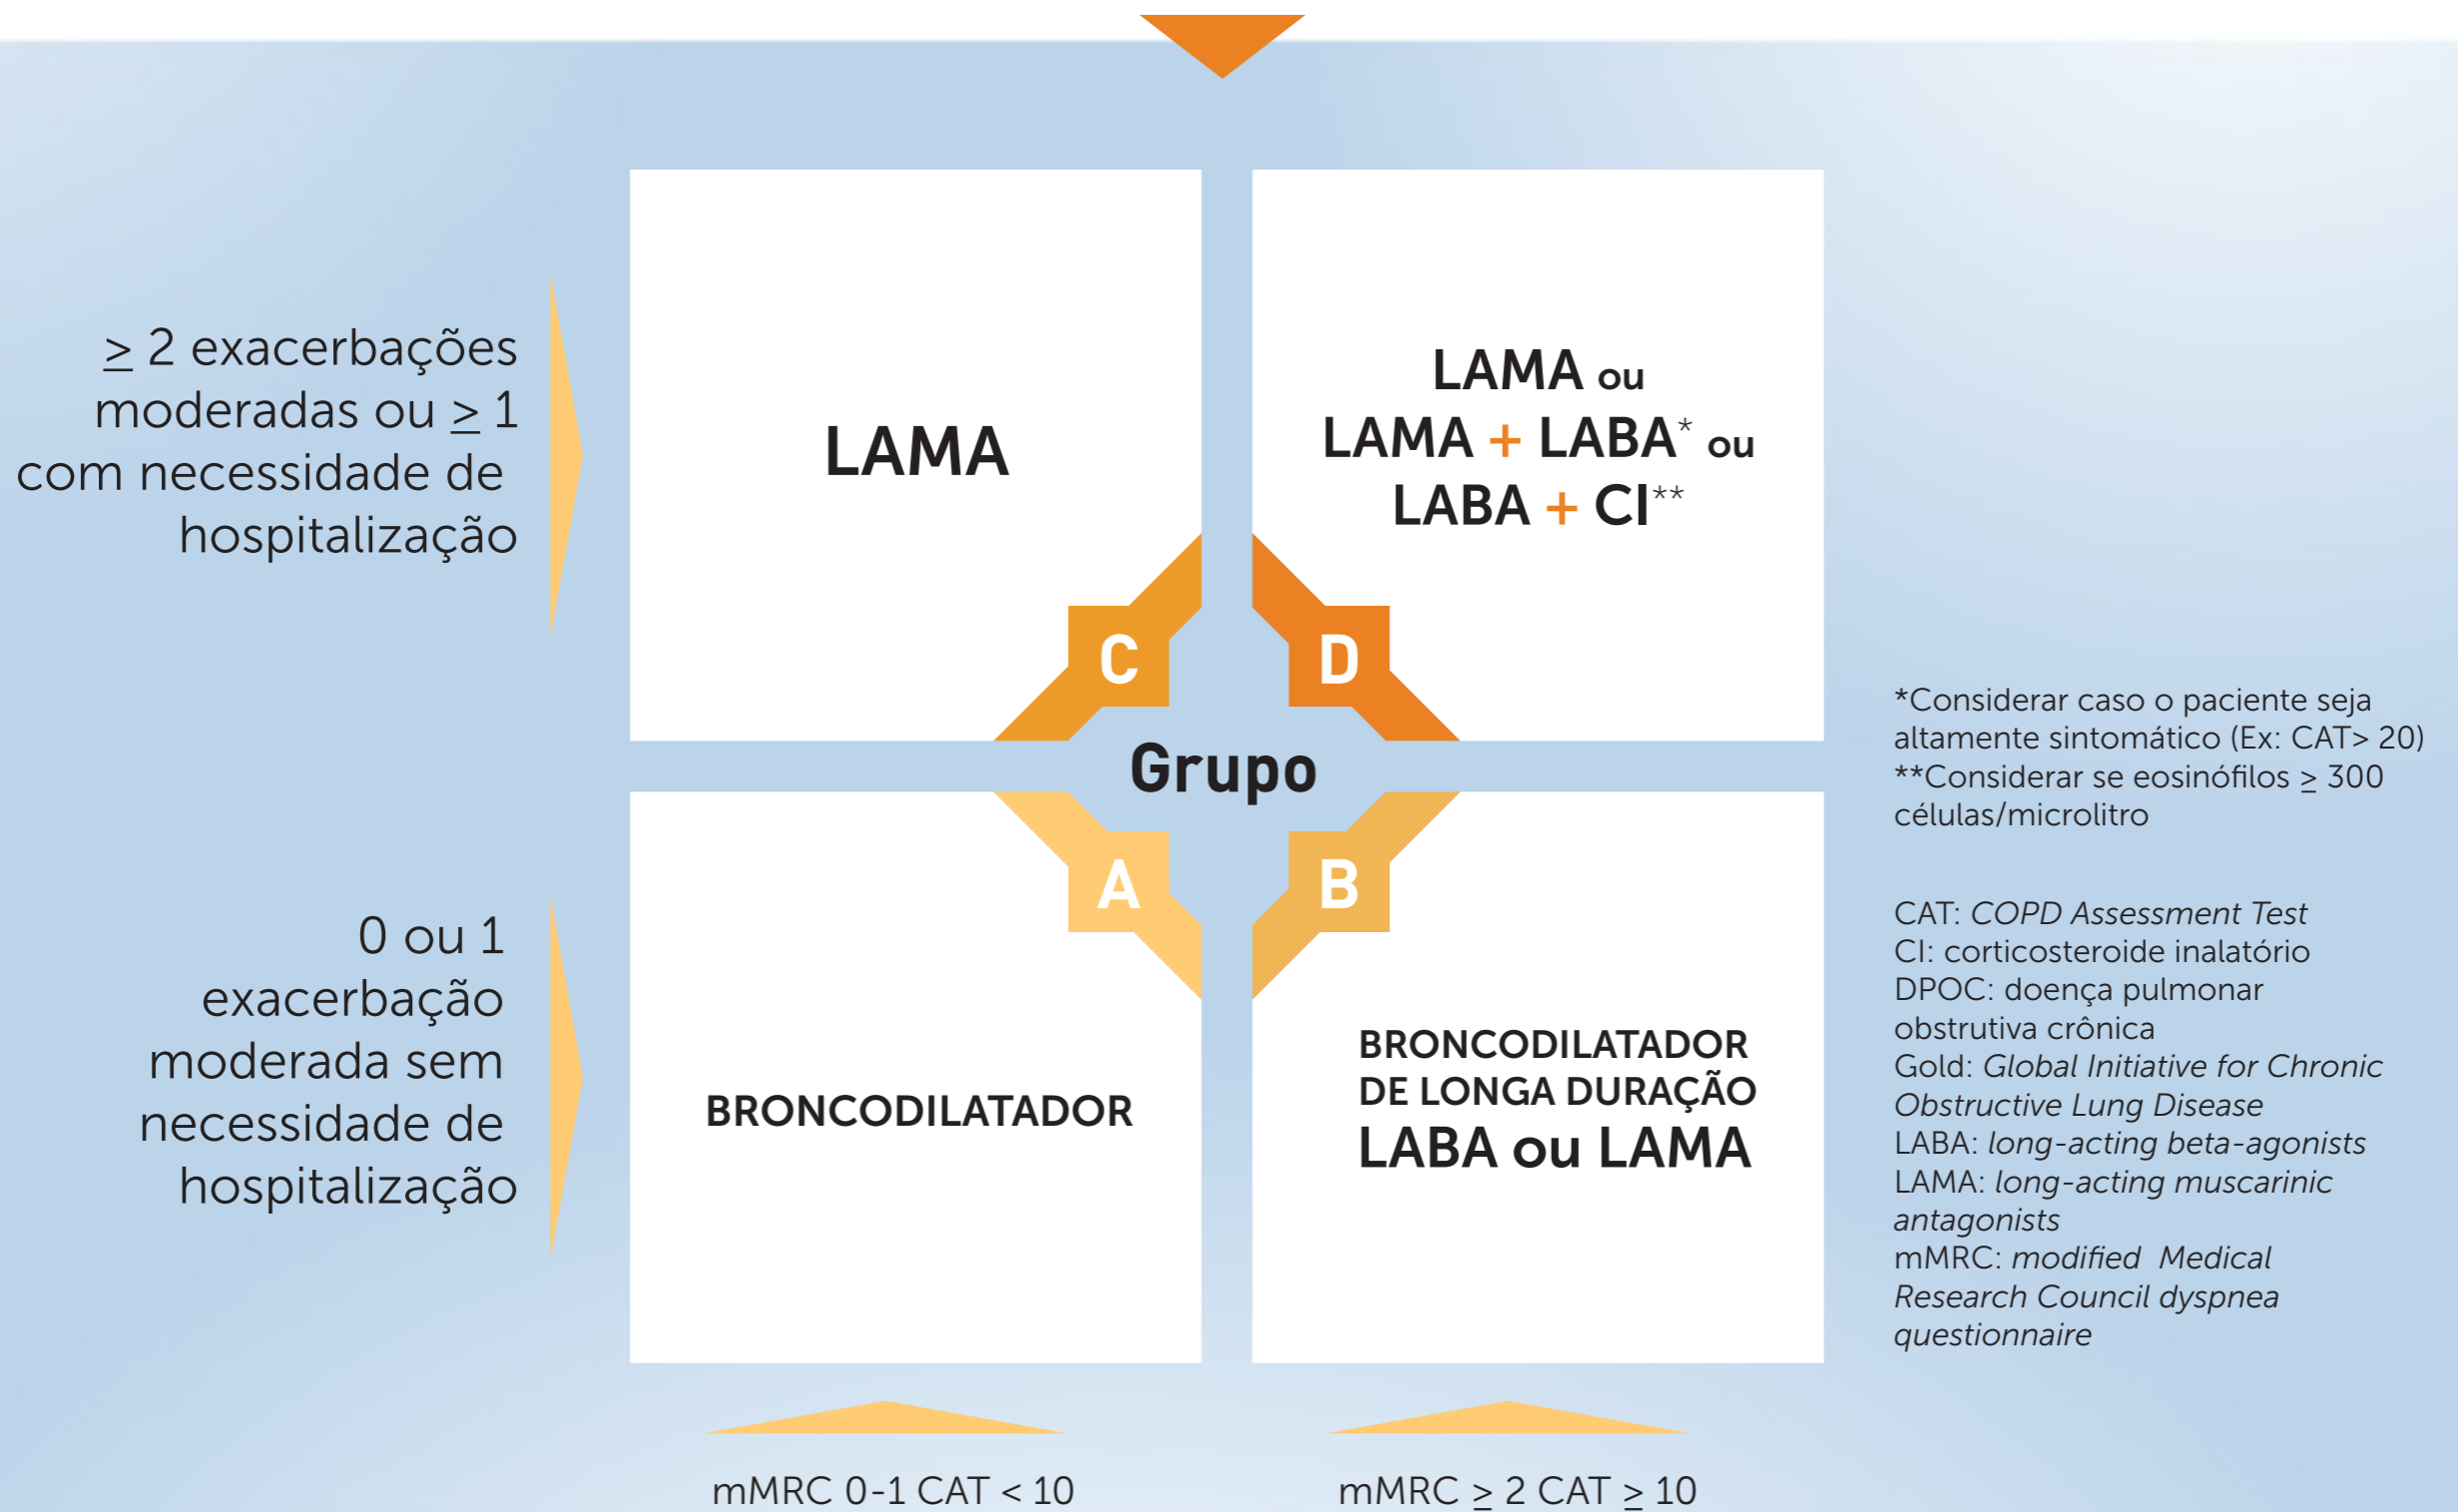 ≥ 2 exacerbações
moderadas ou ≥ 1
com necessidade de
hospitalização
LAMA
LAMA ou
LAMA + LABA* ou
LABA + CI**
C
D
Grupo
A
B
0 ou 1
exacerbação
moderada sem
necessidade de
hospitalização
BRONCODILATADOR
BRONCODILATADOR
DE LONGA DURAÇÃO
LABA ou LAMA
*Considerar caso o paciente seja
altamente sintomático (Ex: CAT> 20)
**Considerar se eosinófilos ≥ 300
células/microlitro
CAT: COPD Assessment Test
CI: corticosteroide inalatório
DPOC: doença pulmonar
obstrutiva crônica
Gold: Global Initiative for Chronic
Obstructive Lung Disease
LABA: long-acting beta-agonists
LAMA: long-acting muscarinic
antagonists
mMRC: modified Medical
Research Council dyspnea
questionnaire
mMRC 0-1 CAT < 10
mMRC ≥ 2 CAT ≥ 10